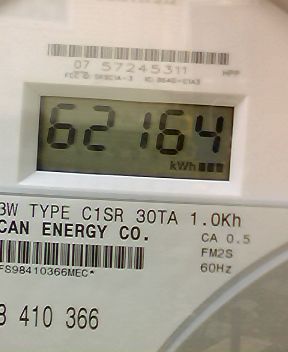 07 57245311
62164
kWh
3W TYPE C1SR 30TA 1.0Kh
CAN ENERGY CO.
CA 0.5
FM2S
60Hz
FS98410366MEC*
8 410 366